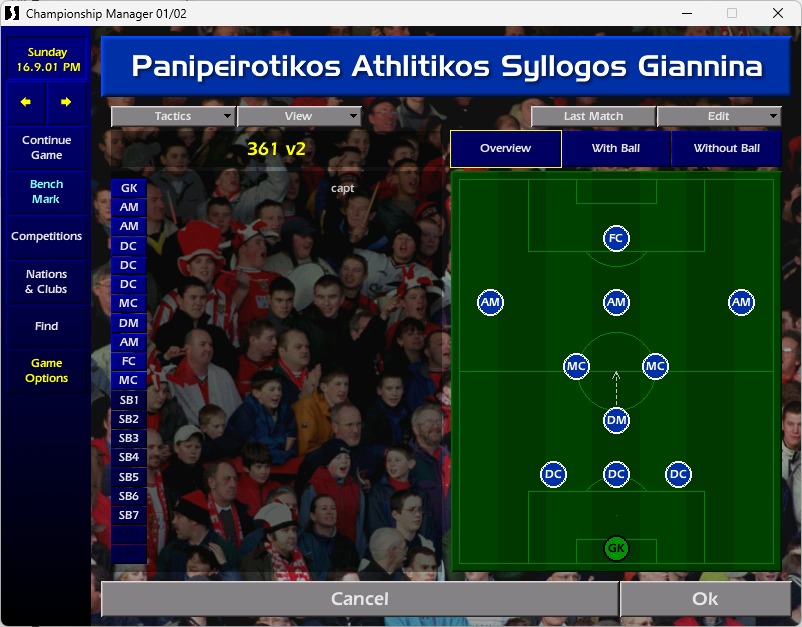 Championship Manager 01/02
Sunday
16.9.01 PM
Continue
Game
Bench
Mark
Competitions
Nations
& Clubs
Find
Game
Options
Panipeirotikos Athlitikos Syllogos Giannina
Tactics
View
Last Match
Edit
361 v2
Overview
With Ball
Without Ball
GK
capt
AM
AM
DC
DC
DC
MC
DM
AM
FC
MC
SB1
SB2
SB3
SB4
SB5
SB6
SB7
FC
AM AM AM
MC MC
DM
DC DC DC
GK
Cancel
Ok